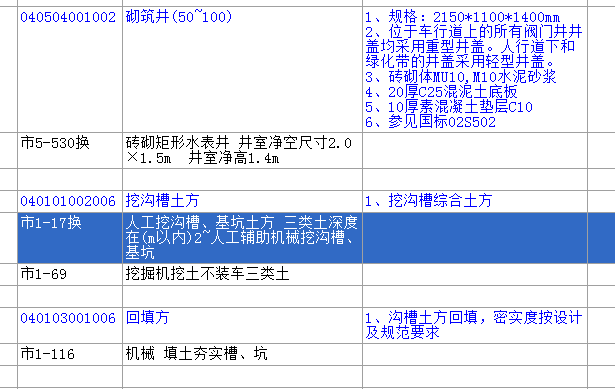 040504001002 砌筑井(50~100) 1、规格：2150*1100*1400mm
2、位于车行道上的所有阀门井井
盖均采用重型井盖。人行道下和
绿化带的井盖采用轻型井盖。
3、砖砌体MU10,M10水泥砂浆
4、20厚C25混泥土底板
5、10厚素混凝土垫层C10
6、参见国标02S502
市5-530换 砖砌矩形水表井 井室净空尺寸2.0
×1.5m 井室净高1.4m
040101002006 挖沟槽土方 1、挖沟槽综合土方
市1-17换 人工挖沟槽、基坑土方 三类土深度
在(m以内)2~人工辅助机械挖沟槽、
基坑
市1-69 挖掘机挖土不装车三类土
040103001006 回填方 1、沟槽土方回填，密实度按设计
及规范要求
市1-116 机械 填土夯实槽、坑